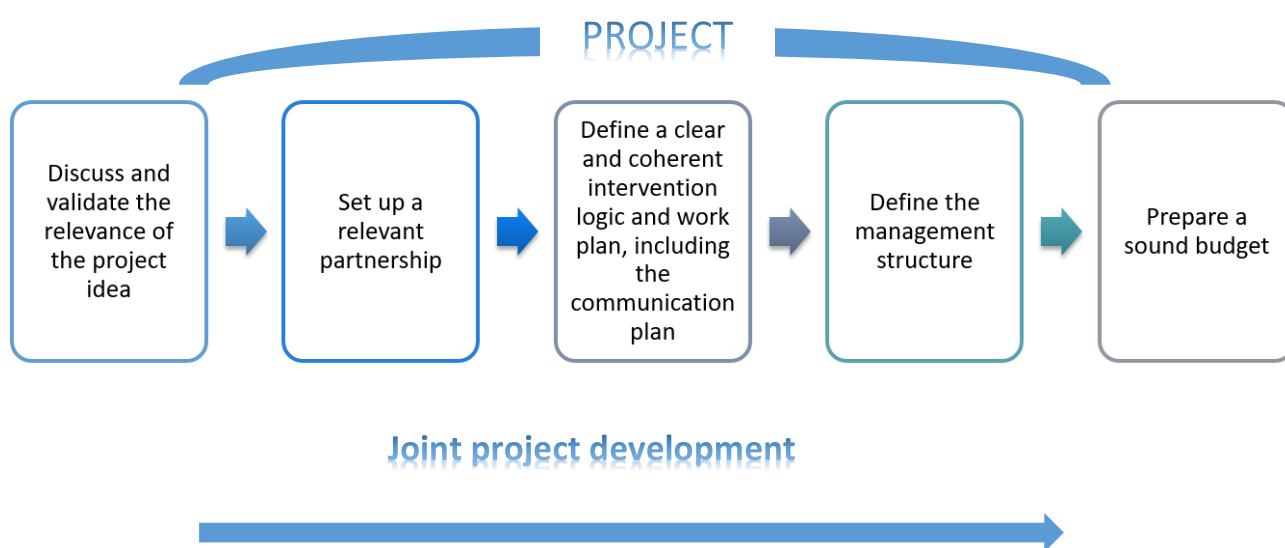 PROJECT
Discuss and
validate the
relevance of
the project
idea
Set up a
relevant
partnership
Define a clear
and coherent
intervention
logic and work
plan, including
the
communication
plan
Define the
management
structure
Prepare a
sound budget
Joint project development